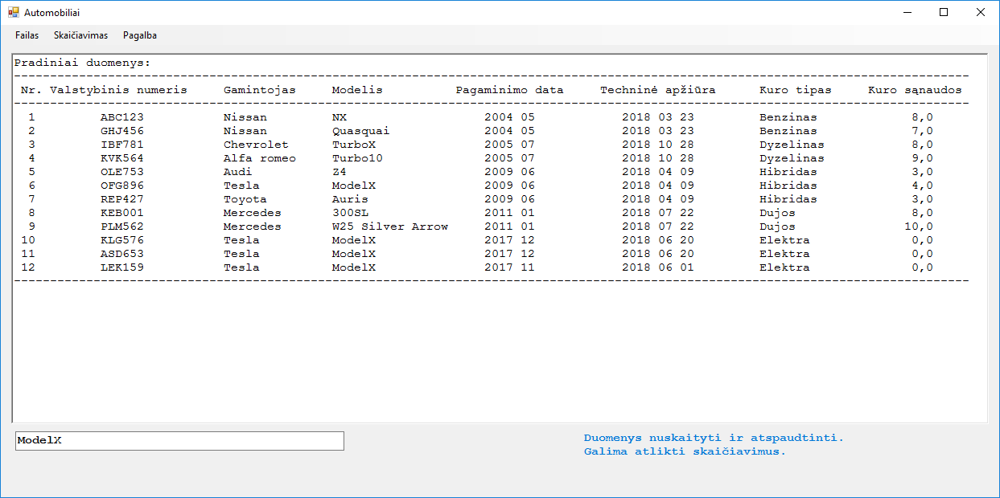 Automobiliai
Failas Skaičiavimas Pagalba
Pradiniai duomenys:
------------------------------------------------------------------------------------------------------------------------------------
Nr. Valstybinis numeris Gamintojas Modelis Pagaminimo data Techninė apžiūra Kuro tipas Kuro sąnaudos
------------------------------------------------------------------------------------------------------------------------------------
1 ABC123 Nissan NX 2004 05 2018 03 23 Benzinas 8,0
2 GHJ456 Nissan Quasquai 2004 05 2018 03 23 Benzinas 7,0
3 IBF781 Chevrolet TurboX 2005 07 2018 10 28 Dyzelinas 8,0
4 KVK564 Alfa romeo Turbo10 2005 07 2018 10 28 Dyzelinas 9,0
5 OLE753 Audi Z4 2009 06 2018 04 09 Hibridas 3,0
6 OFG896 Tesla ModelX 2009 06 2018 04 09 Hibridas 4,0
7 REP427 Toyota Auris 2009 06 2018 04 09 Hibridas 3,0
8 KEB001 Mercedes 300SL 2011 01 2018 07 22 Dujos 8,0
9 PLM562 Mercedes W25 Silver Arrow 2011 01 2018 07 22 Dujos 10,0
10 KLG576 Tesla ModelX 2017 12 2018 06 20 Elektra 0,0
11 ASD653 Tesla ModelX 2017 12 2018 06 20 Elektra 0,0
12 LEK159 Tesla ModelX 2017 11 2018 06 01 Elektra 0,0
------------------------------------------------------------------------------------------------------------------------------------
ModelX
Duomenys nuskaityti ir atspaudtinti.
Galima atlikti skaičiavimus.